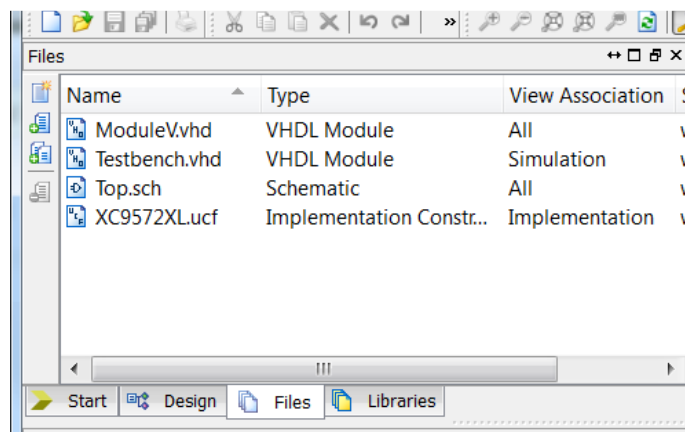 Files
Name Type View Association
ModuleV.vhd VHDL Module All
Testbench.vhd VHDL Module Simulation
Top.sch Schematic All
XC9572XL.ucf Implementation Constr... Implementation
Start Design Files Libraries